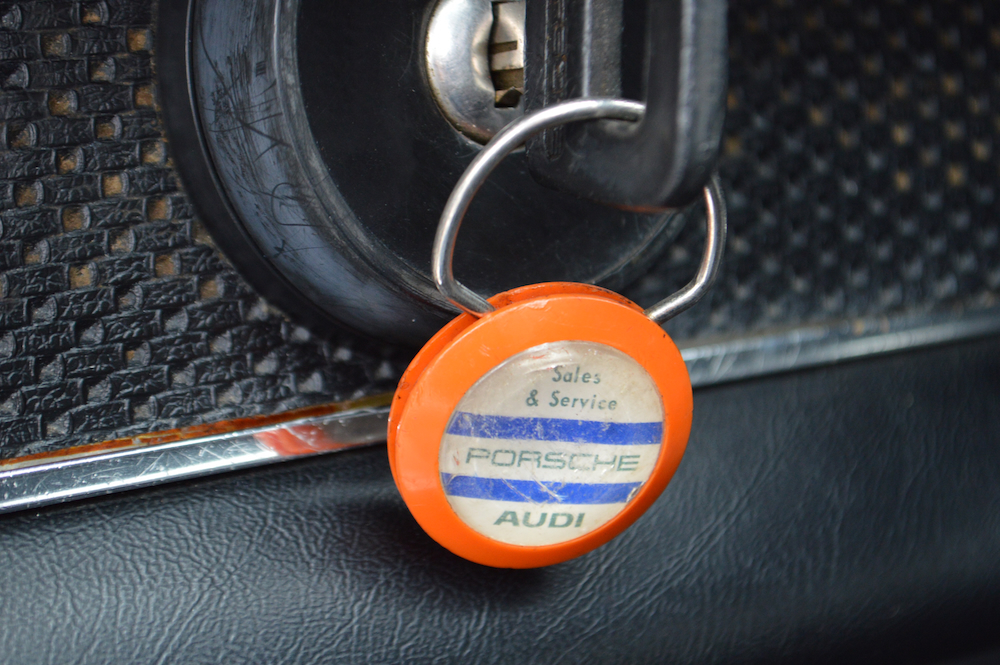 Sales
& Service
PORSCHE
AUDI